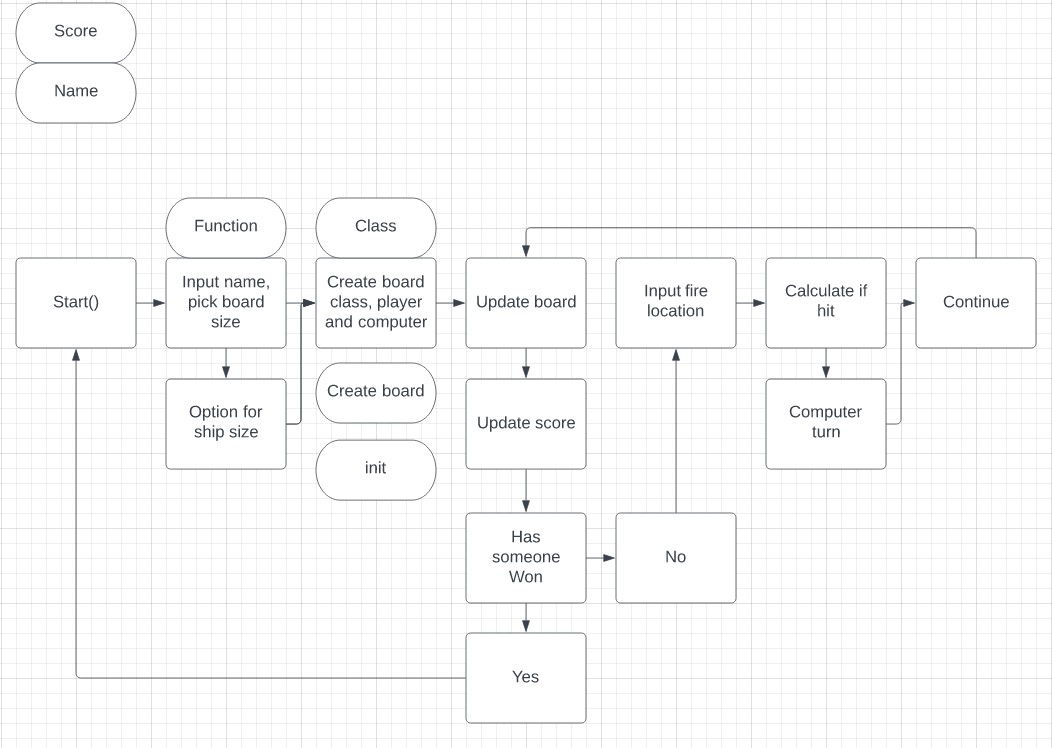 Score
Name
Function
Class
Start()
Input name,
pick board
size
Create board
class, player
and computer
Update board
Input fire
location
Calculate if
hit
Continue
Option for
ship size
Create board
init
Update score
Computer
turn
Has
someone
Won
No
Yes